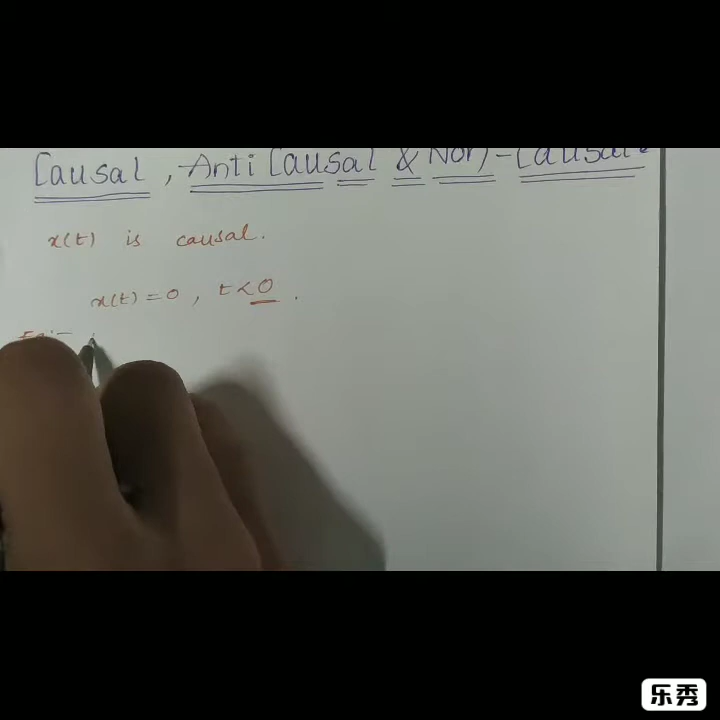 Causal, Anti Causal & Non-Causal
x(t) is causal.
x(t) = 0, t < 0.
乐秀